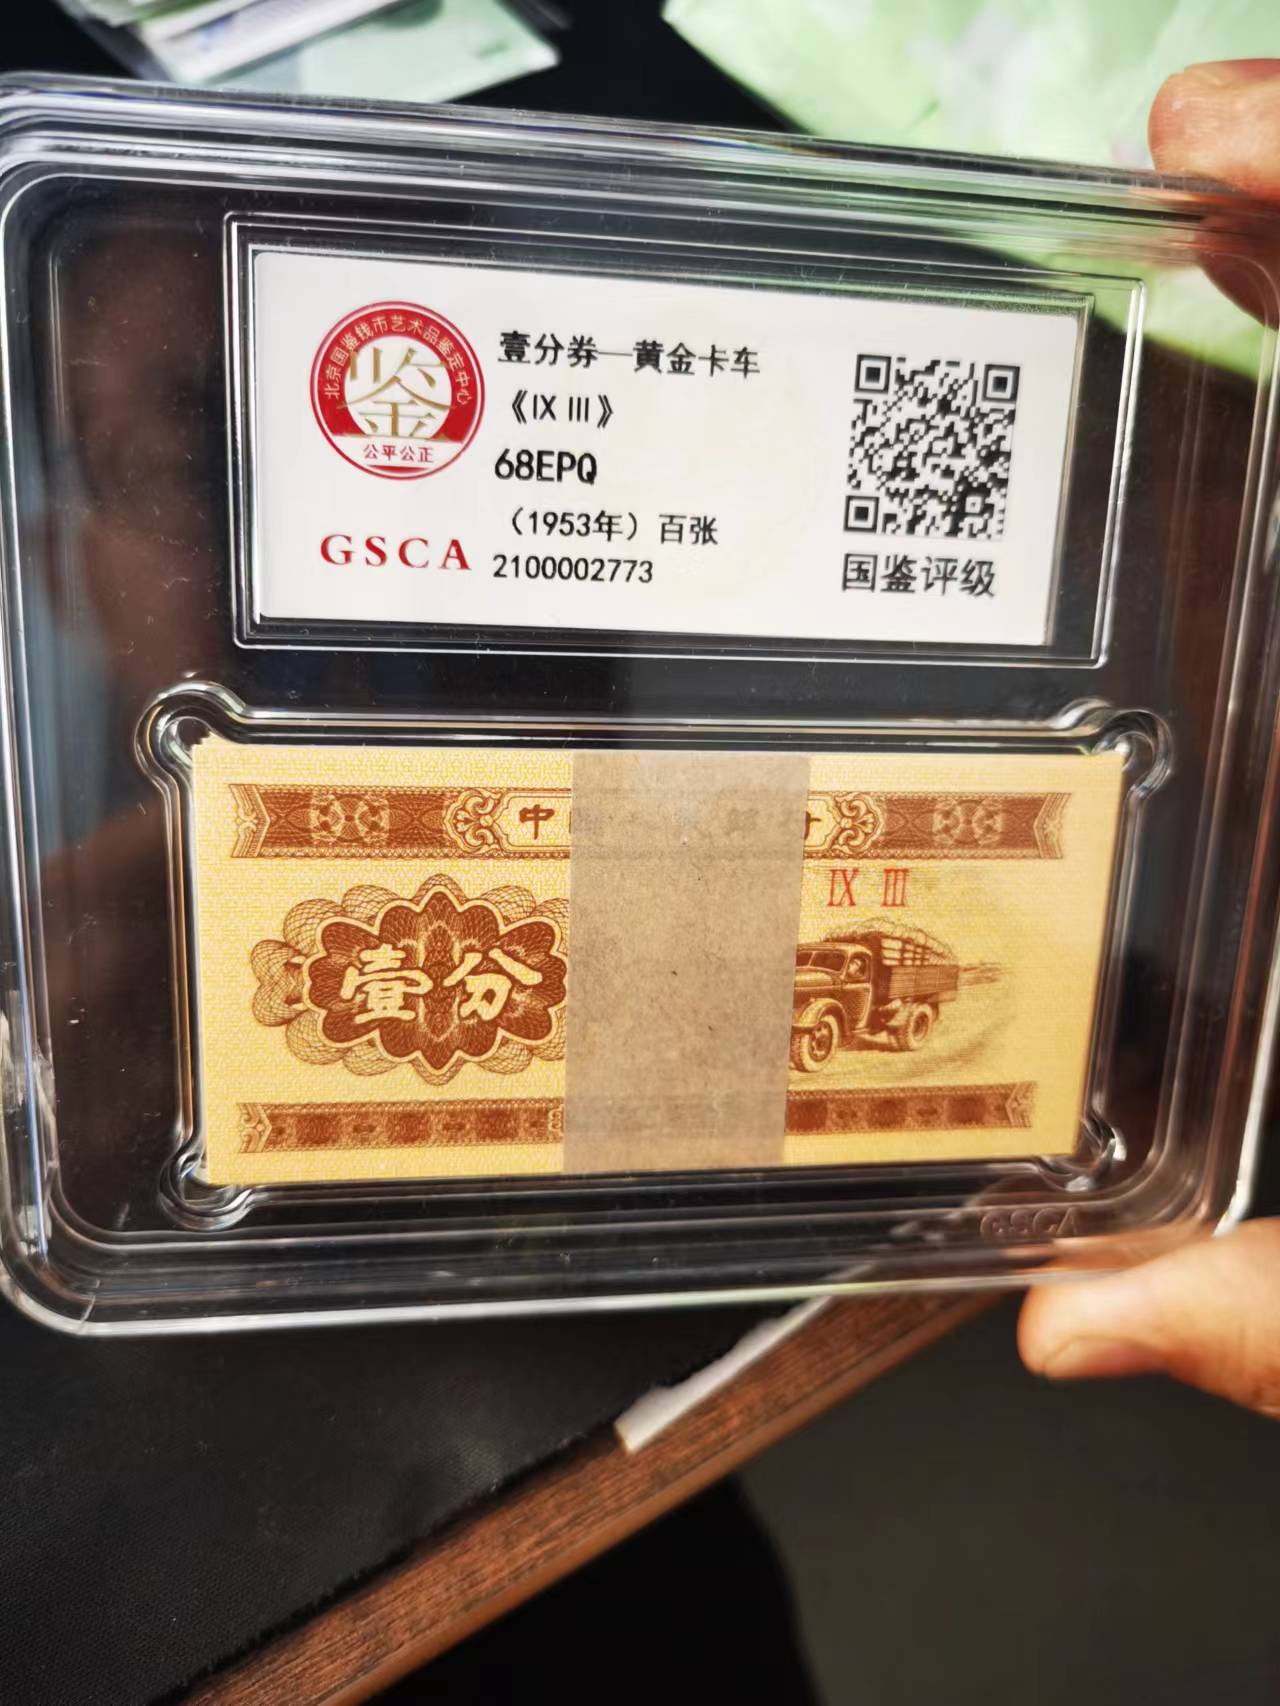 北京国鉴钱币艺术品鉴定中心
鉴
公平公正
GSCA
壹分券—黄金卡车
《IX III》
68EPQ
(1953年)百张
2100002773
国鉴评级
中
IX III
壹分
GSCA